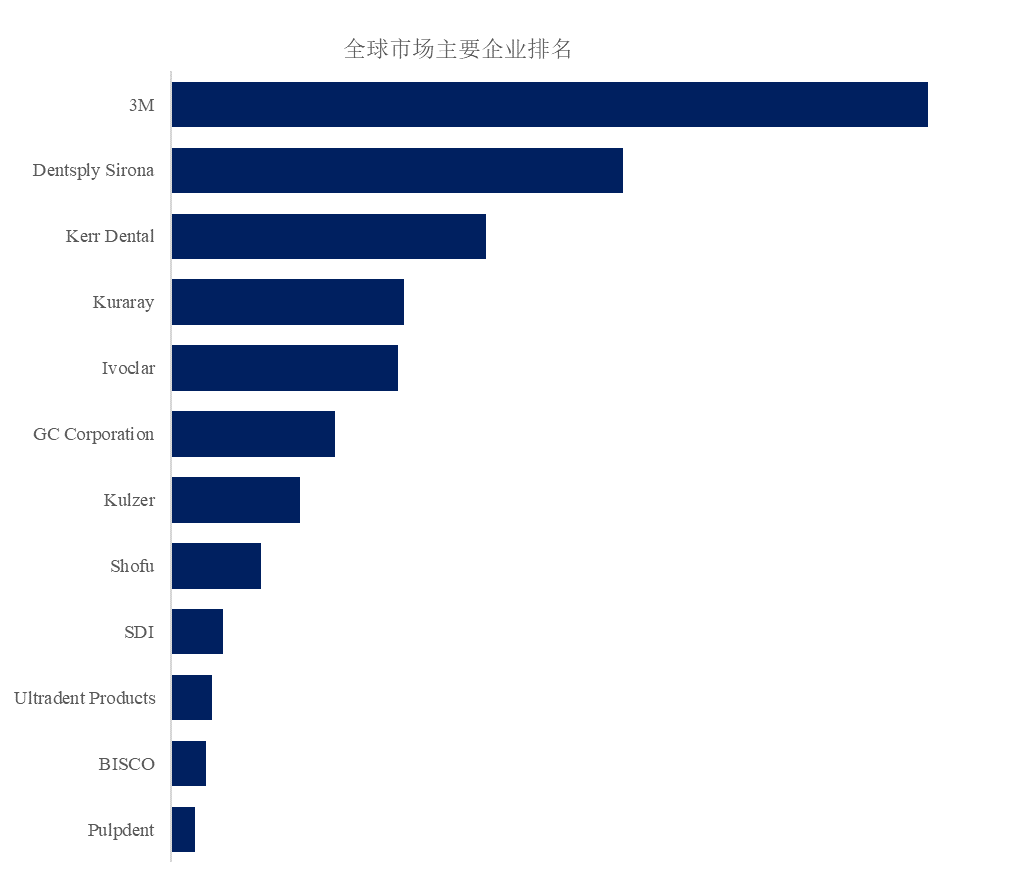 全球市场主要企业排名
3M
Dentsply Sirona
Kerr Dental
Kuraray
Ivoclar
GC Corporation
Kulzer
Shofu
SDI
Ultradent Products
BISCO
Pulpdent